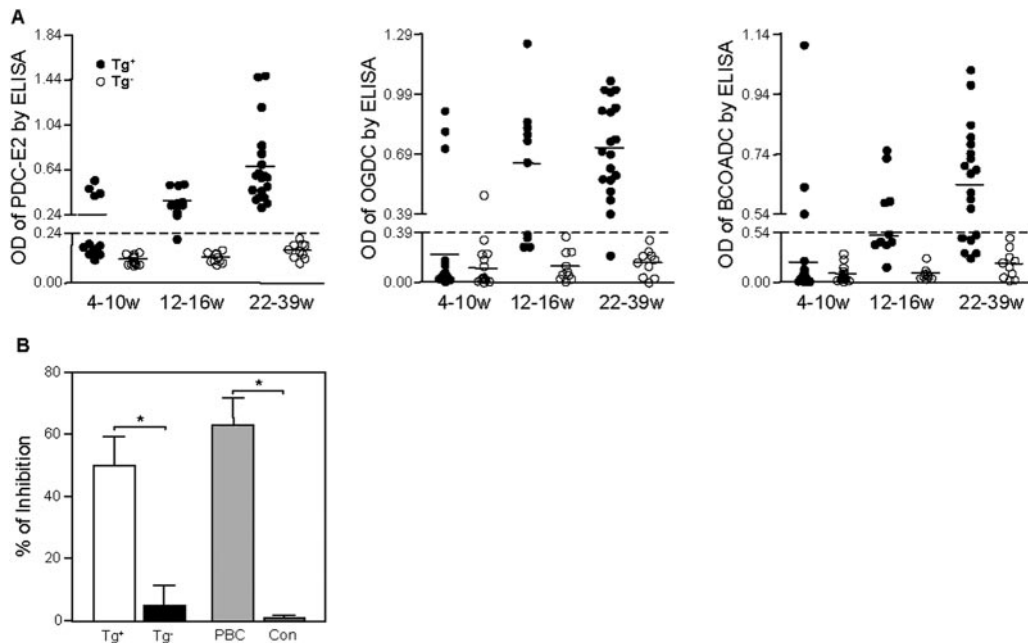 A
OD of PDC-E2 by ELISA
1.84
1.44
1.04
0.64
0.24
0.24
0.00
Tg⁺
Tg⁻
4-10w 12-16w 22-39w
OD of OGDC by ELISA
1.29
0.99
0.69
0.39
0.39
0.00
4-10w 12-16w 22-39w
OD of BCOADC by ELISA
1.14
0.94
0.74
0.54
0.54
0.00
4-10w 12-16w 22-39w
B
% of Inhibition
80
60
40
20
0
* *
Tg⁺ Tg⁻ PBC Con